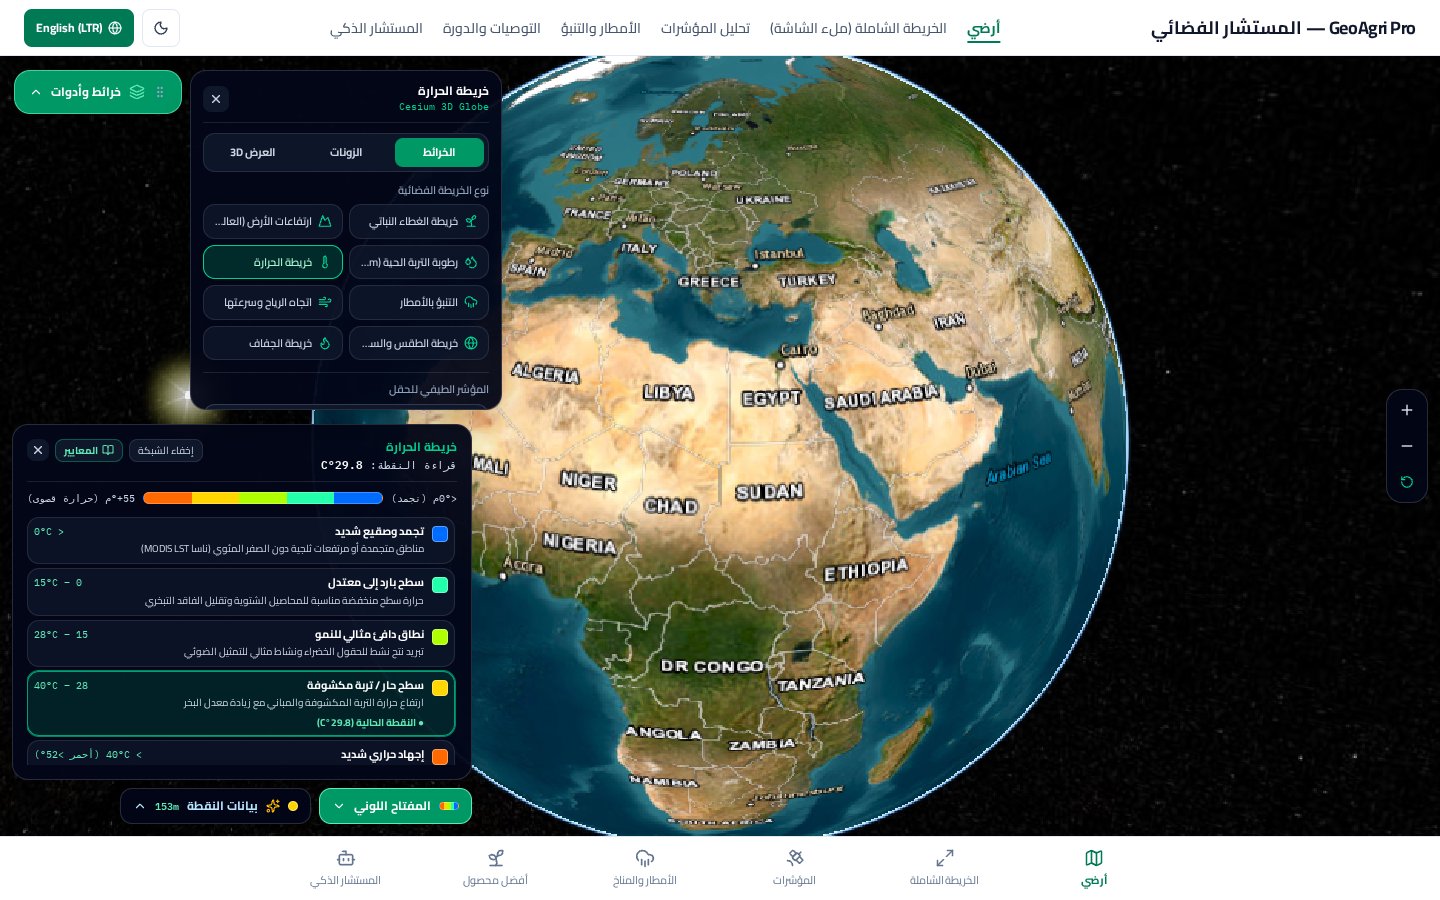 GeoAgri Pro — المستشار الفضائي
أرضي
الخريطة الشاملة (ملء الشاشة)
تحليل المؤشرات
الأمطار والتنبؤ
التوصيات والدورة
المستشار الذكي
English (LTR)
خرائط وأدوات
خريطة الحرارة
Cesium 3D Globe
الخرائط
الزونات
العرض 3D
نوع الخريطة الفضائية
خريطة الغطاء النباتي
ارتفاعات الأرض (العالـ...
رطوبة التربة الحية (m...
خريطة الحرارة
التنبؤ بالأمطار
اتجاه الرياح وسرعتها
خريطة الطقس والسـ...
خريطة الجفاف
المؤشر الطيفي للحقل
خريطة الحرارة
قراءة النقطة: 29.8°C
المعايير
إخفاء الشبكة
<0°م (تجمد)
55+°م (حرارة قصوى)
تجمد وصقيع شديد
< 0°C
مناطق متجمدة أو مرتفعات ثلجية دون الصفر المئوي (ناسا MODIS LST)
سطح بارد إلى معتدل
0 – 15°C
حرارة سطح منخفضة مناسبة للمحاصيل الشتوية وتقليل الفاقد التبخري
نطاق دافئ مثالي للنمو
15 – 28°C
تبريد نتح نشط للحقول الخضراء ونشاط مثالي للتمثيل الضوئي
سطح حار / تربة مكشوفة
28 – 40°C
ارتفاع حرارة التربة المكشوفة والمباني مع زيادة معدل البخر
● النقطة الحالية (29.8°C)
إجهاد حراري شديد
> 40°C (أحمر >52°)
المفتاح اللوني
بيانات النقطة
153m
POLAND
GERMANY
UKRAINE
FRANCE
Milan
ITALY
Madrid
SPAIN
Istanbul
GREECE
TURKEY
Baghdad
IRAN
Cairo
ALGERIA
LIBYA
EGYPT
SAUDI ARABIA
Dubai
INDIA
Mumbai
Arabian Sea
MALI
NIGER
CHAD
SUDAN
NIGERIA
Accra
ETHIOPIA
DR CONGO
TANZANIA
ANGOLA
ZAMBIA
NAMIBIA
أرضي
الخريطة الشاملة
المؤشرات
الأمطار والمناخ
أفضل محصول
المستشار الذكي